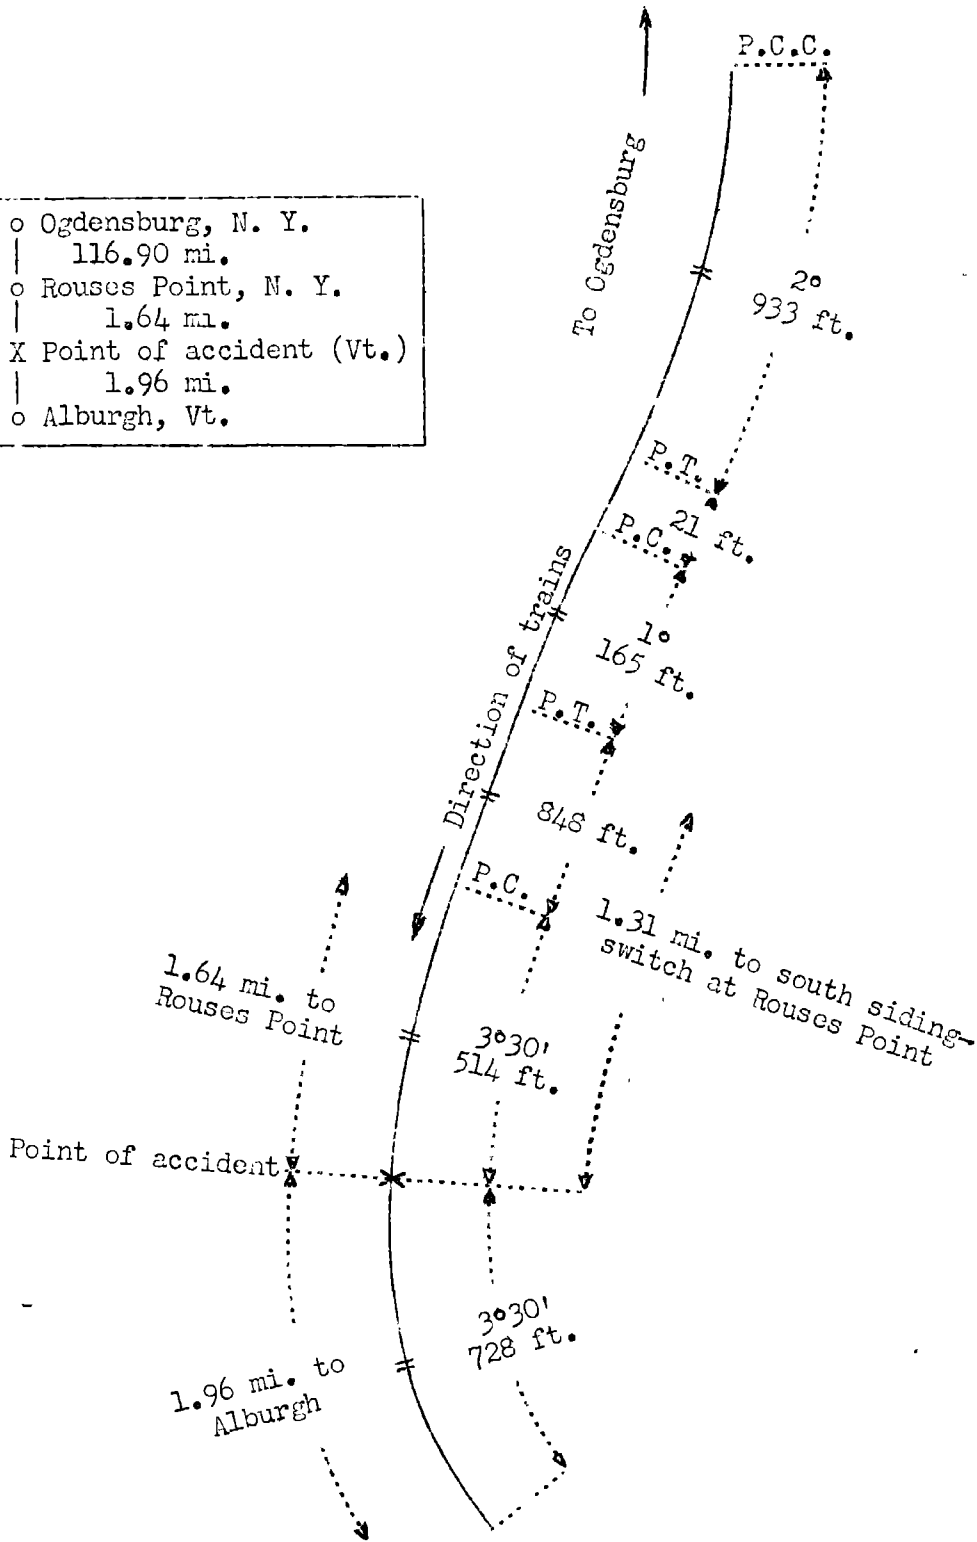 P.C.C.
To Ogdensburg
o Ogdensburg, N. Y.
116.90 mi.
o Rouses Point, N. Y.
1.64 mi.
X Point of accident (Vt.)
1.96 mi.
o Alburgh, Vt.
2°
933 ft.
P.T.
21 ft.
P.C.
Direction of trains
1°
165 ft.
P.T.
848 ft.
P.C.
1.31 mi. to south siding-
switch at Rouses Point
1.64 mi. to
Rouses Point
3°30'
514 ft.
Point of accident
3°30'
728 ft.
1.96 mi. to
Alburgh